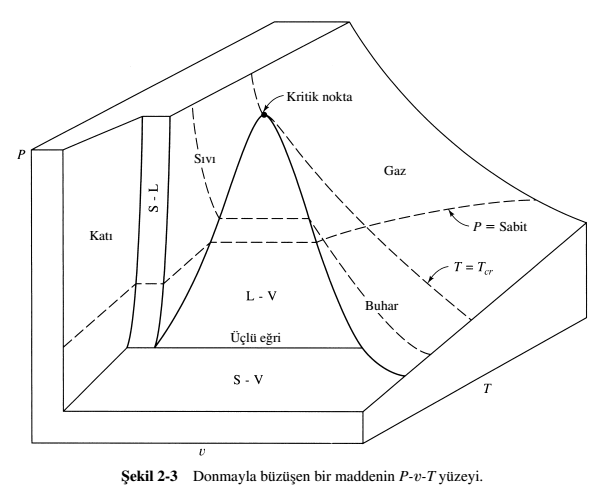 Kritik nokta
P
Sıvı
Gaz
S - L
Katı
P = Sabit
T = Tcr
L - V
Buhar
Üçlü eğri
S - V
T
v
Şekil 2-3 Donmayla büzüşen bir maddenin P-v-T yüzeyi.